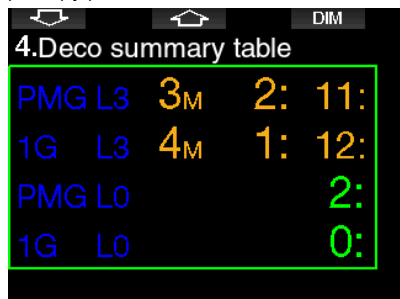 DIM
4.Deco summary table
PMG L3 3M 2: 11:
1G L3 4M 1: 12:
PMG L0 2:
1G L0 0: